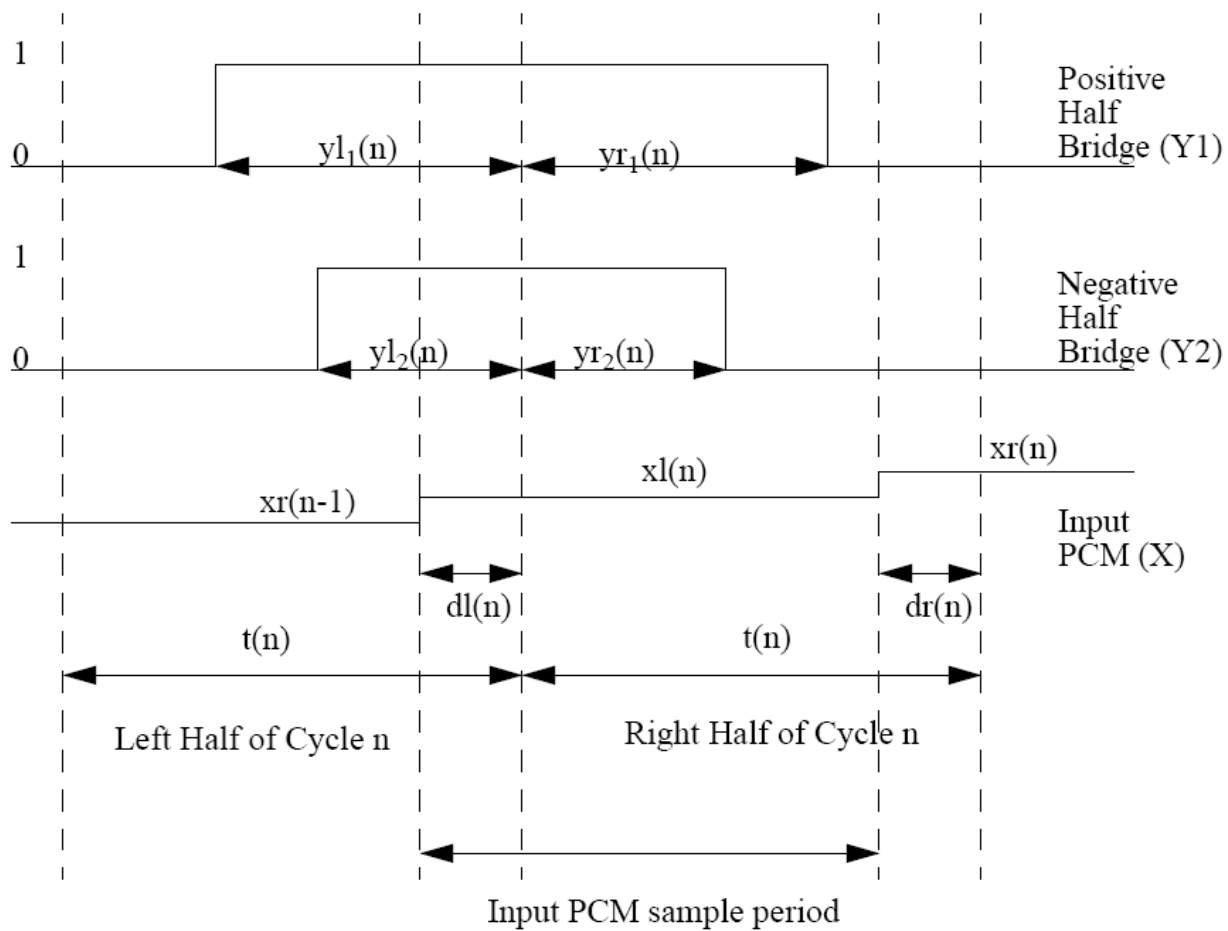 1
Positive
Half
Bridge (Y1)
0
yl₁(n)
yr₁(n)
1
Negative
Half
Bridge (Y2)
0
yl₂(n)
yr₂(n)
xr(n-1)
xl(n)
xr(n)
Input
PCM (X)
dl(n)
dr(n)
t(n)
t(n)
Left Half of Cycle n
Right Half of Cycle n
Input PCM sample period